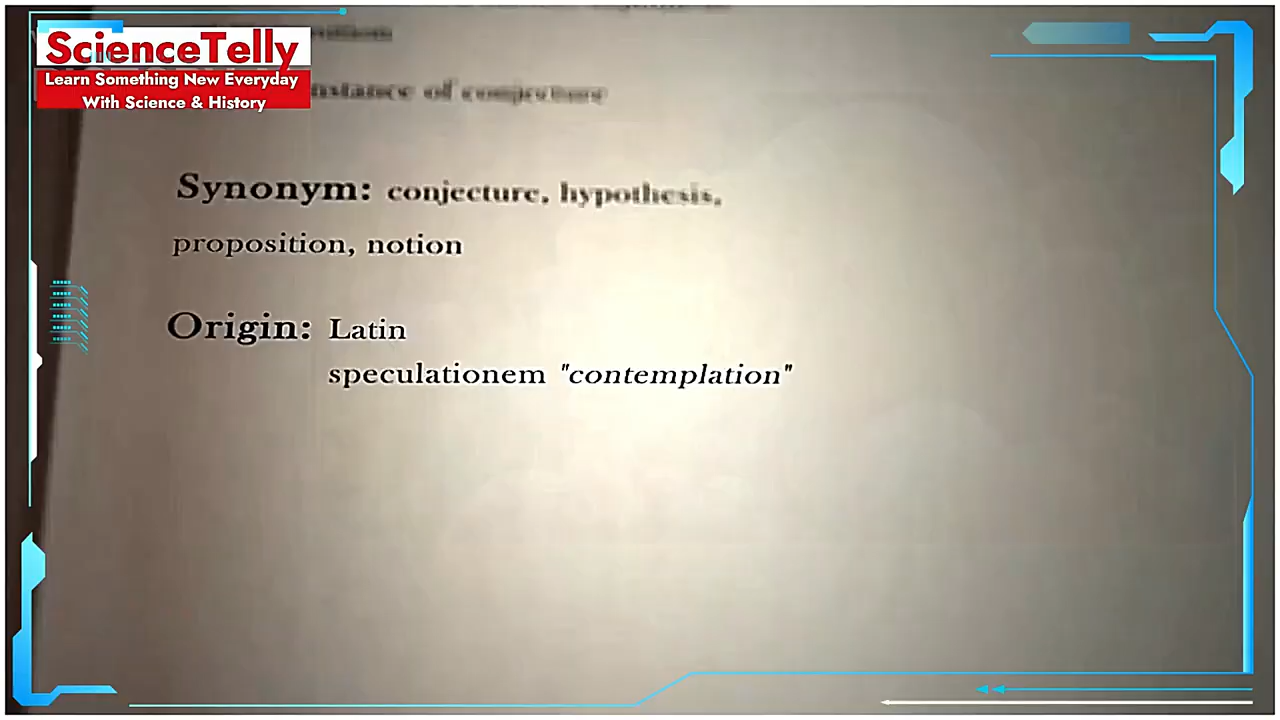 ScienceTelly
Learn Something New Everyday
With Science & History
of conjecture
Synonym: conjecture, hypothesis,
proposition, notion
Origin: Latin
speculationem "contemplation"